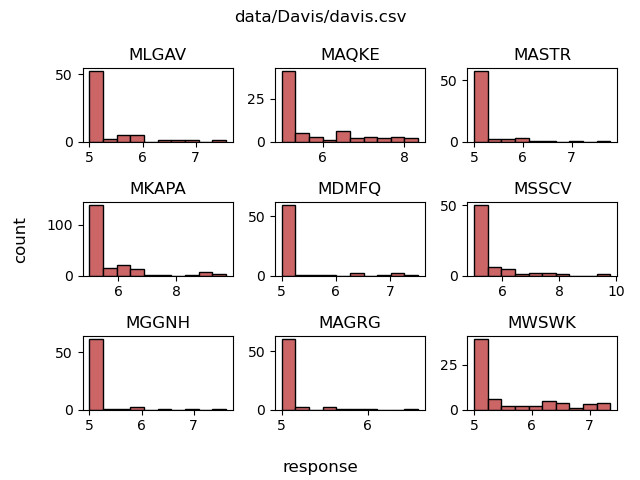 data/Davis/davis.csv
MLGAV
MAQKE
MASTR
50
0
5 6 7
25
0
6 8
50
0
5 6 7
MKAPA
MDMFQ
MSSCV
100
0
6 8
50
0
5 6 7
50
0
6 8 10
MGGNH
MAGRG
MWSWK
50
0
5 6 7
50
0
5 6
25
0
5 6 7
count
response